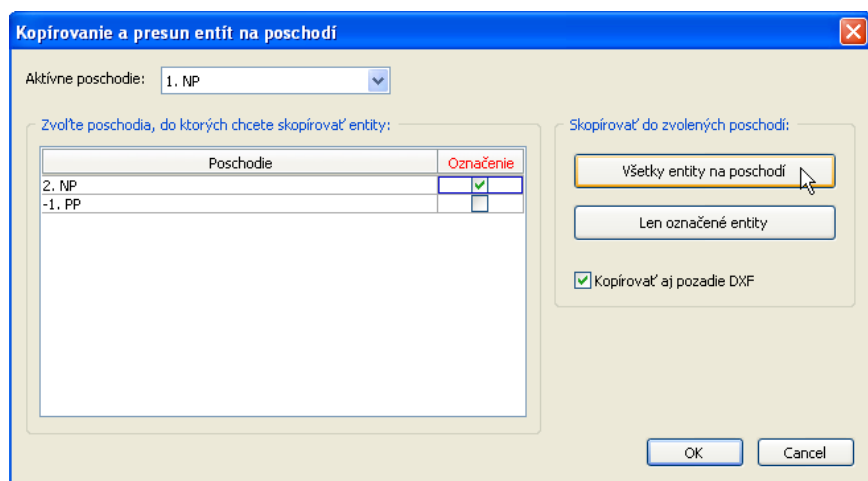 Kopírovanie a presun entít na poschodí
Aktívne poschodie: 1. NP
Zvoľte poschodia, do ktorých chcete skopírovať entity:
Poschodie Označenie
2. NP
-1. PP
Skopírovať do zvolených poschodí:
Všetky entity na poschodí
Len označené entity
Kopírovať aj pozadie DXF
OK Cancel